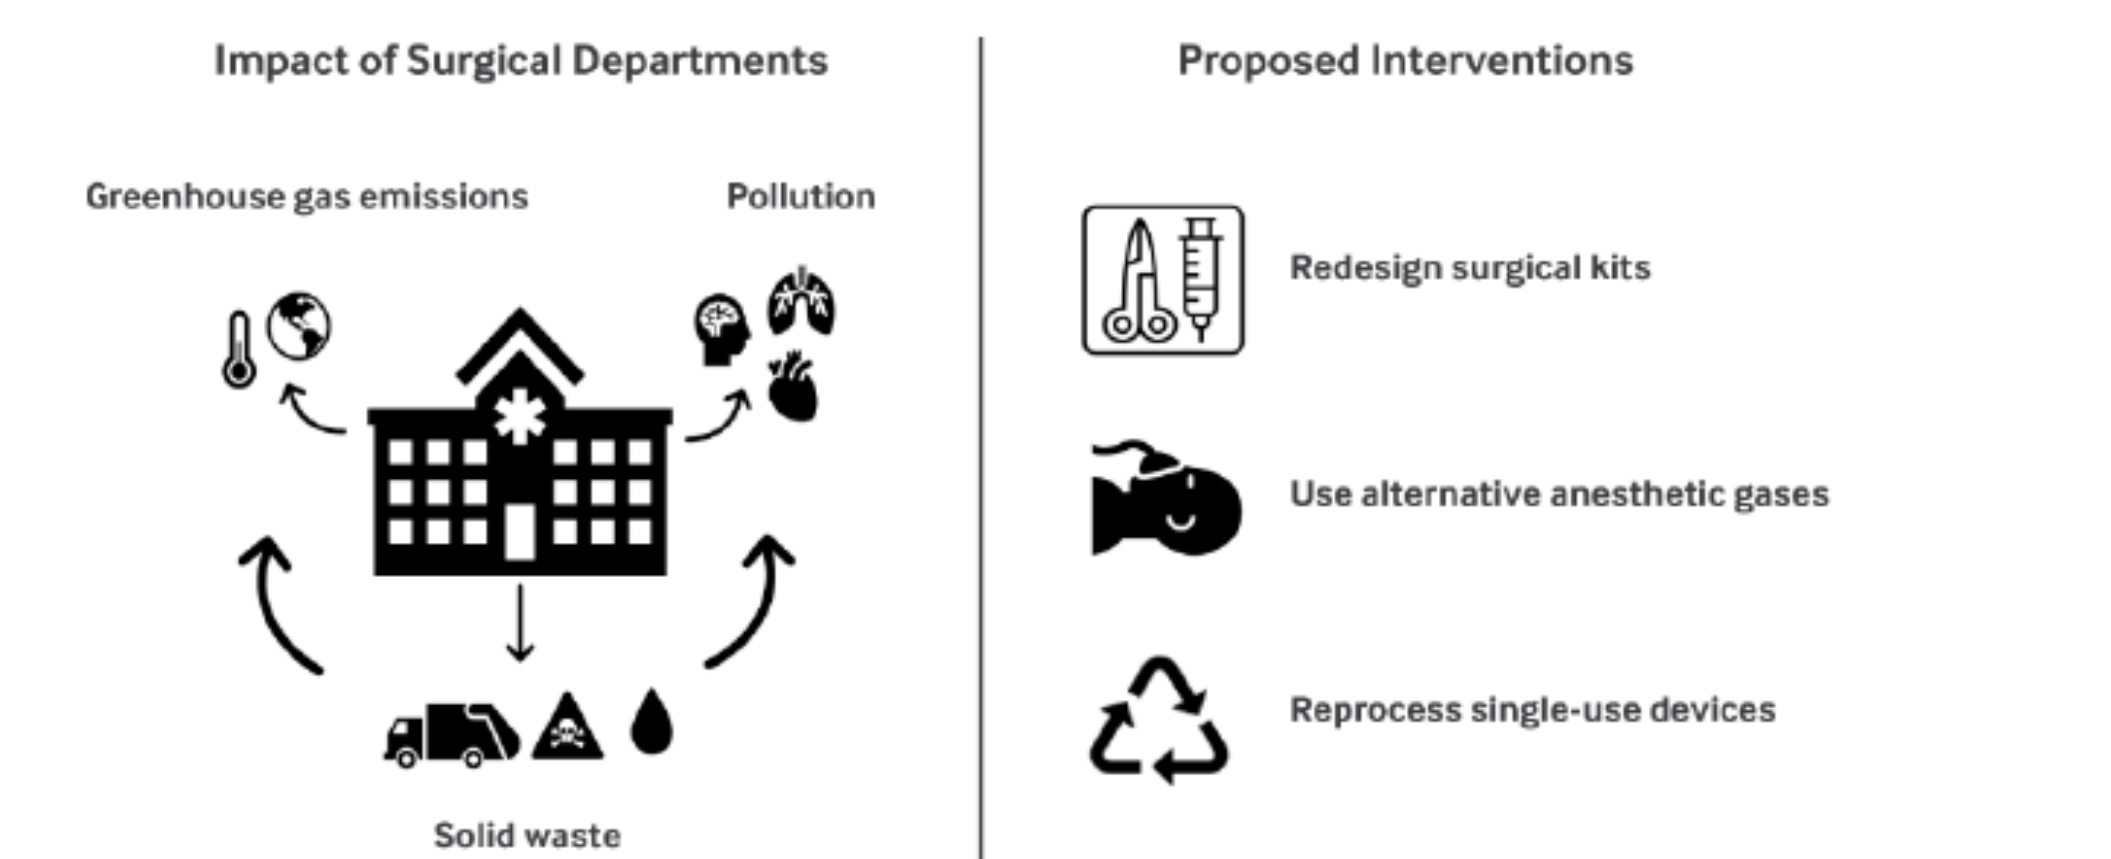 Impact of Surgical Departments
Greenhouse gas emissions
Pollution
Solid waste
Proposed Interventions
Redesign surgical kits
Use alternative anesthetic gases
Reprocess single-use devices